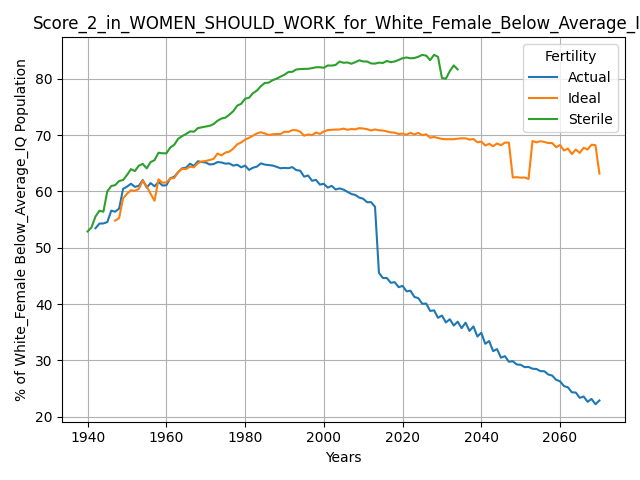 Score_2_in_WOMEN_SHOULD_WORK_for_White_Female_Below_Average_I
% of White_Female Below_Average_IQ Population
80
70
60
50
40
30
20
1940 1960 1980 2000 2020 2040 2060
Years
Fertility
Actual
Ideal
Sterile